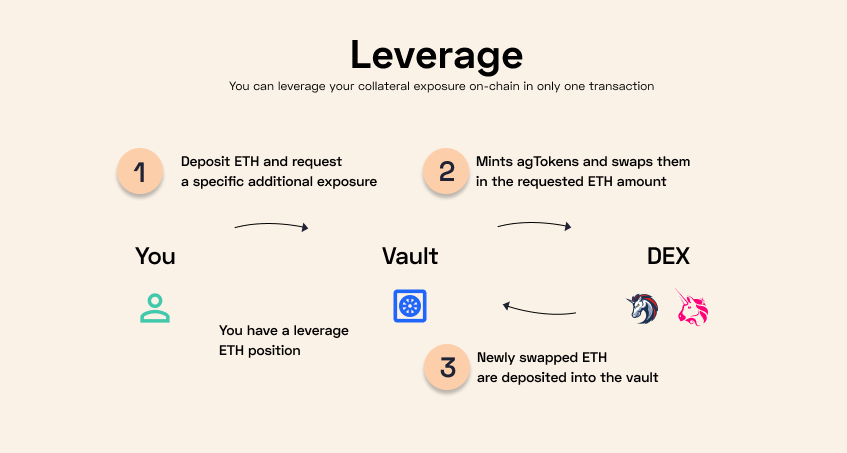 Leverage
You can leverage your collateral exposure on-chain in only one transaction
1
Deposit ETH and request
a specific additional exposure
2
Mints agTokens and swaps them
in the requested ETH amount
You
Vault
DEX
You have a leverage
ETH position
3
Newly swapped ETH
are deposited into the vault